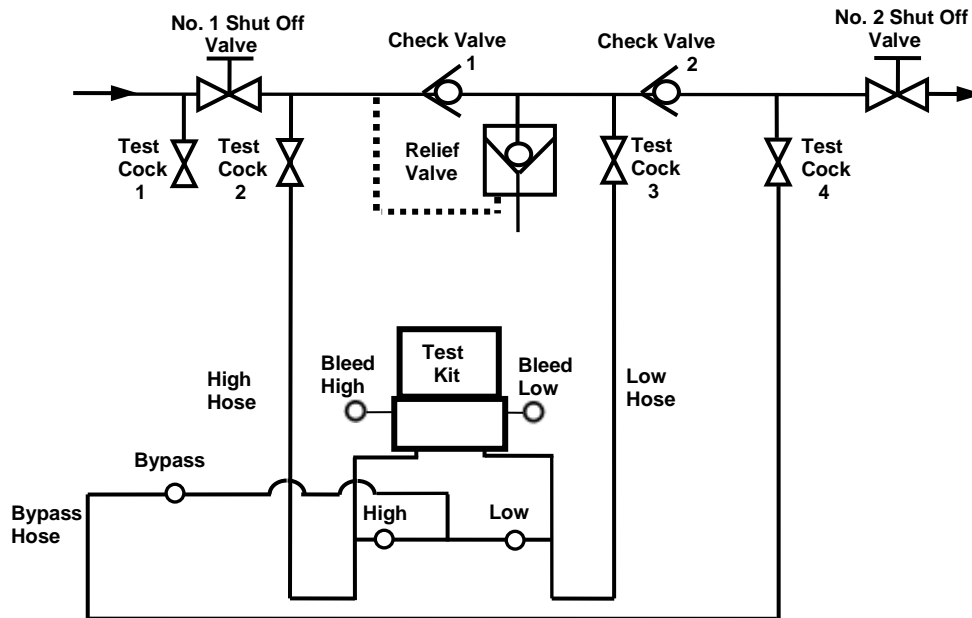 No. 1 Shut Off
Valve
Check Valve
1
Check Valve
2
No. 2 Shut Off
Valve
Test
Cock
1
Test
Cock
2
Relief
Valve
Test
Cock
3
Test
Cock
4
High
Hose
Bleed
High
Test
Kit
Bleed
Low
Low
Hose
Bypass
Bypass
Hose
High
Low